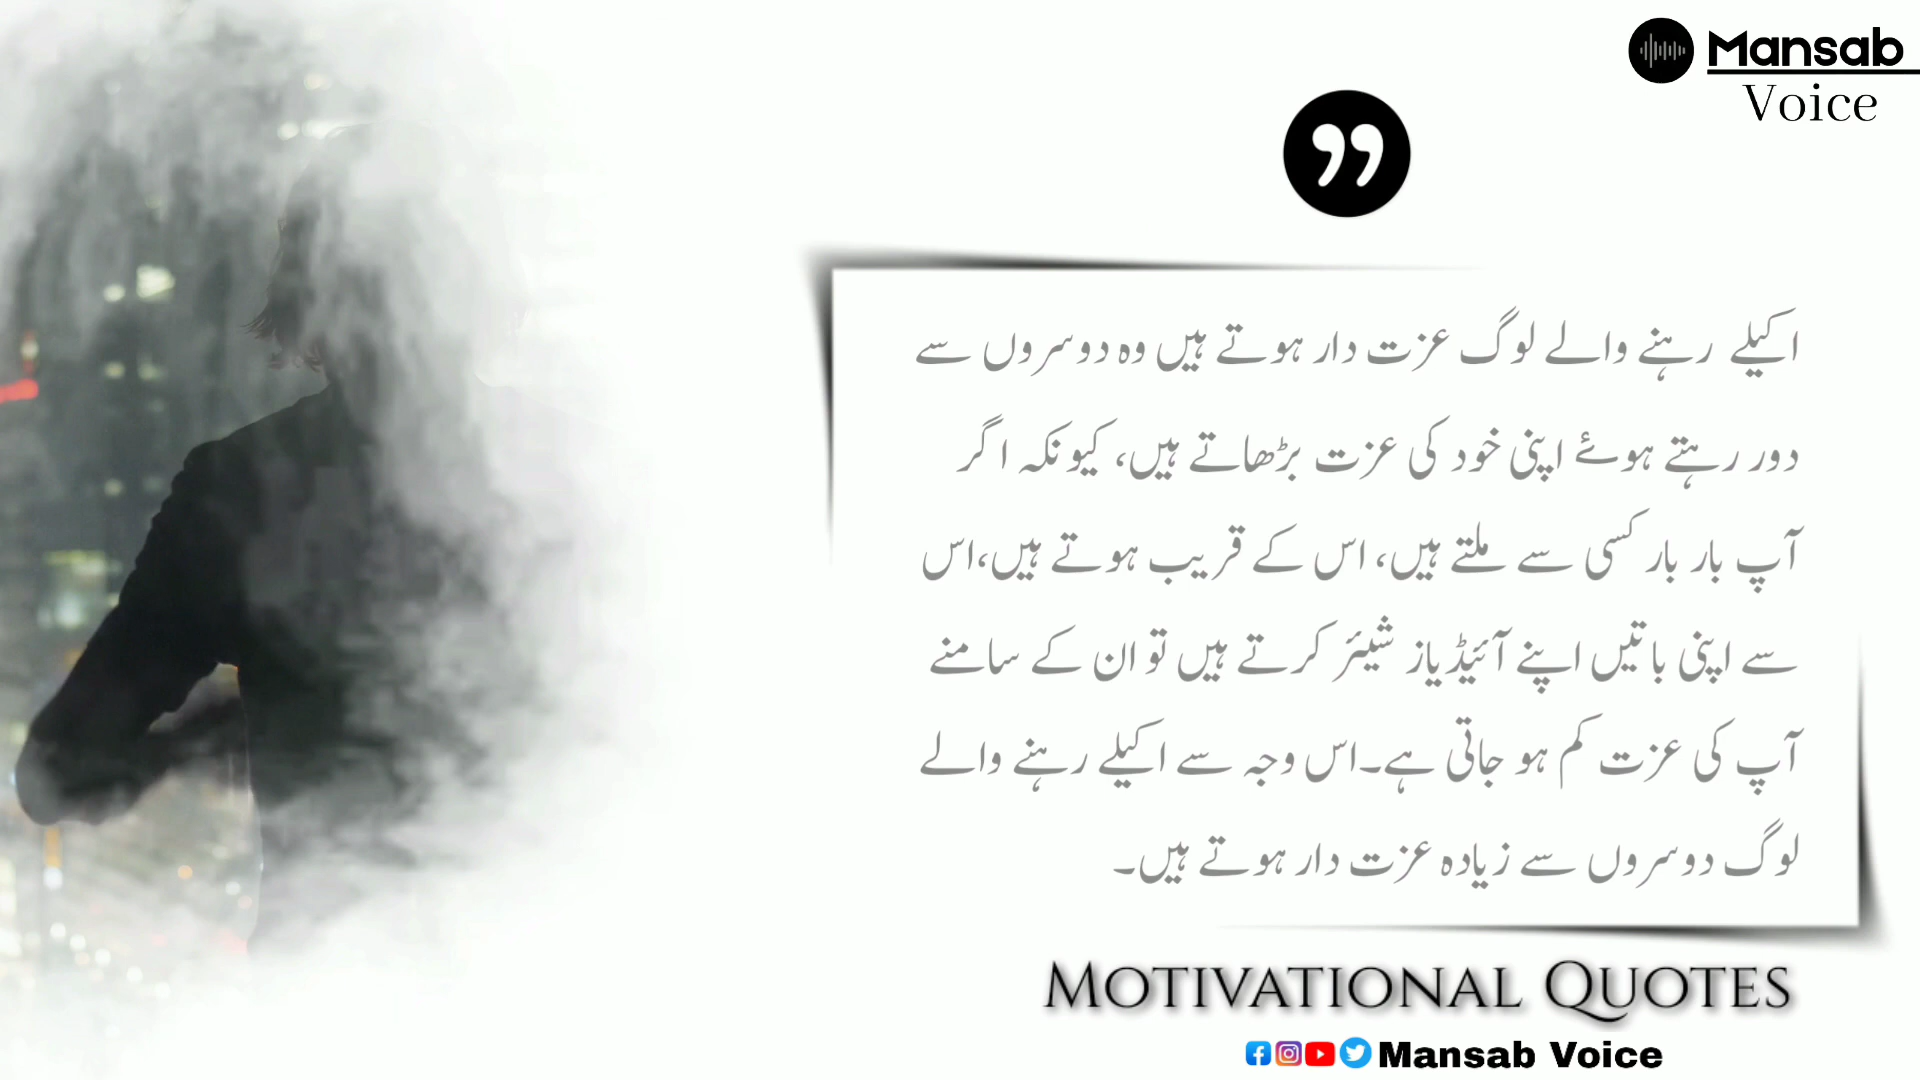 Mansab
Voice
اکیلے رہنے والے لوگ عزت دار ہوتے ہیں وہ دوسروں سے
دور رہتے ہوئے اپنی خود کی عزت بڑھاتے ہیں، کیونکہ اگر
آپ بار بار کسی سے ملتے ہیں، اس کے قریب ہوتے ہیں،اس
سے اپنی باتیں اپنے آئیڈیاز شیئر کرتے ہیں تو ان کے سامنے
آپ کی عزت کم ہو جاتی ہے۔اس وجہ سے اکیلے رہنے والے
لوگ دوسروں سے زیادہ عزت دار ہوتے ہیں۔
MOTIVATIONAL QUOTES
Mansab Voice